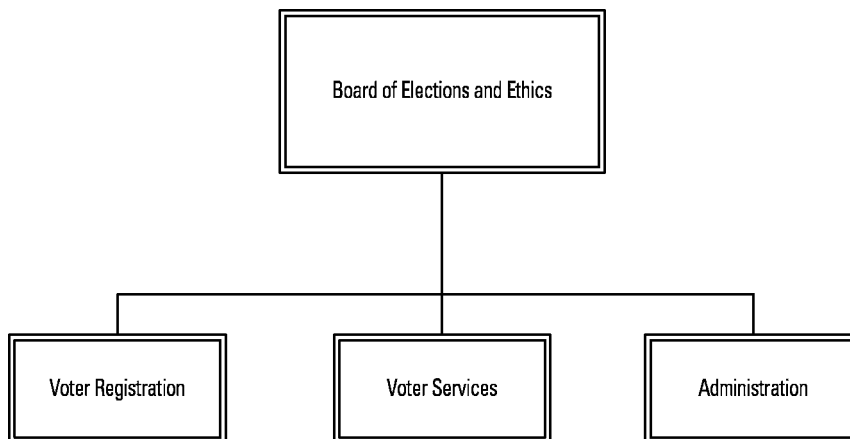 Board of Elections and Ethics
Voter Registration
Voter Services
Administration